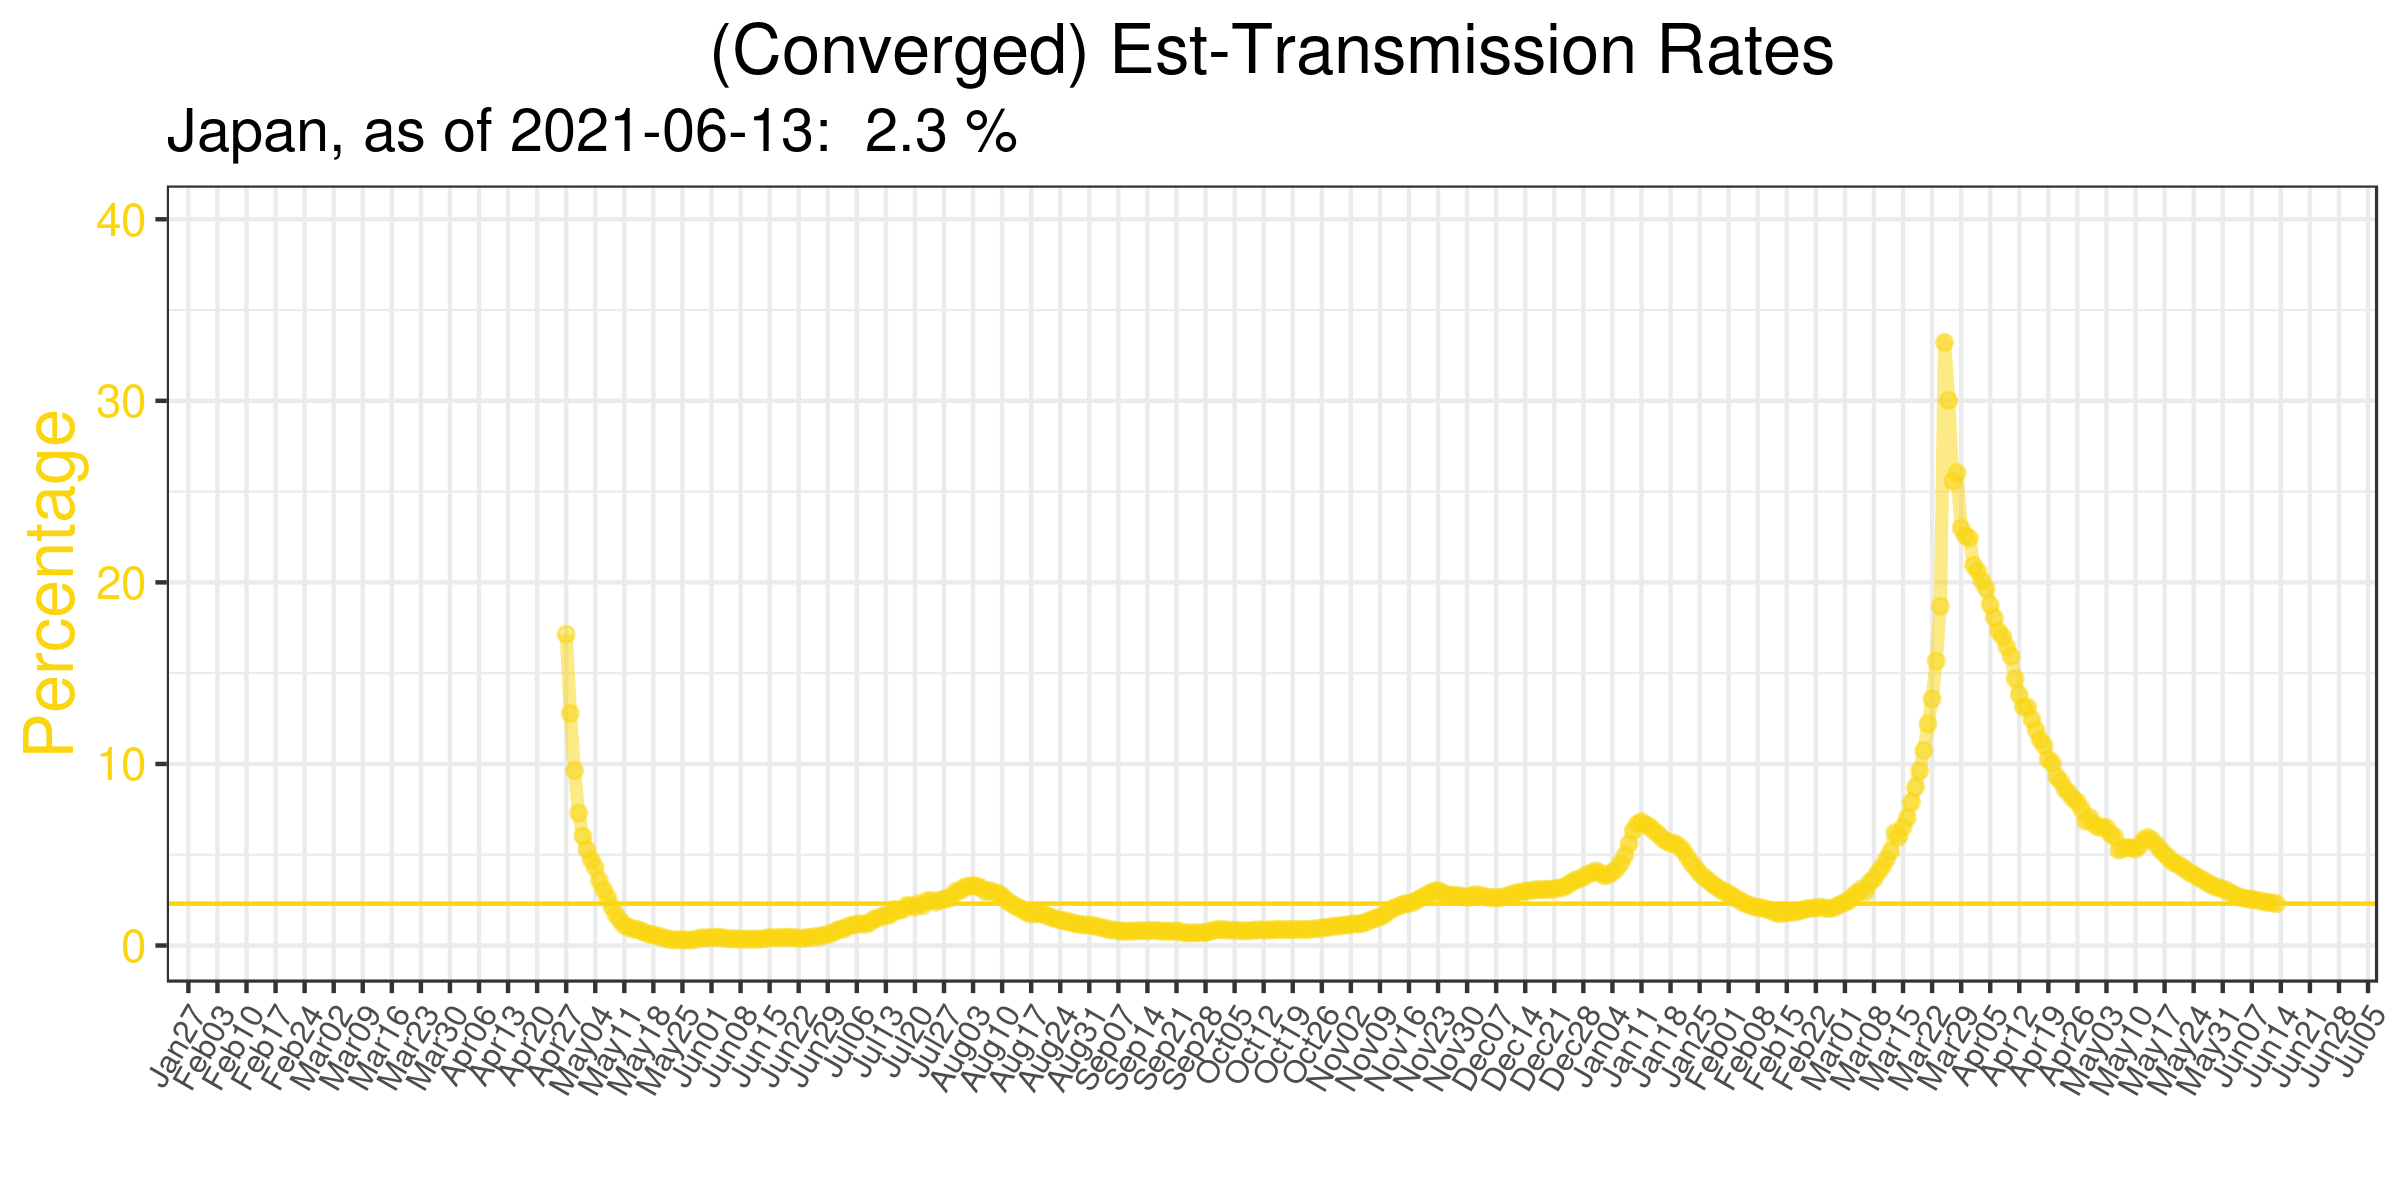 (Converged) Est-Transmission Rates
Japan, as of 2021-06-13:  2.3 %
Percentage
40
30
20
10
0
Jan27
Feb03
Feb10
Feb17
Feb24
Mar02
Mar09
Mar16
Mar23
Mar30
Apr06
Apr13
Apr20
Apr27
May04
May11
May18
May25
Jun01
Jun08
Jun15
Jun22
Jun29
Jul06
Jul13
Jul20
Jul27
Aug03
Aug10
Aug17
Aug24
Aug31
Sep07
Sep14
Sep21
Sep28
Oct05
Oct12
Oct19
Oct26
Nov02
Nov09
Nov16
Nov23
Nov30
Dec07
Dec14
Dec21
Dec28
Jan04
Jan11
Jan18
Jan25
Feb01
Feb08
Feb15
Feb22
Mar01
Mar08
Mar15
Mar22
Mar29
Apr05
Apr12
Apr19
Apr26
May03
May10
May17
May24
May31
Jun07
Jun14
Jun21
Jun28
Jul05